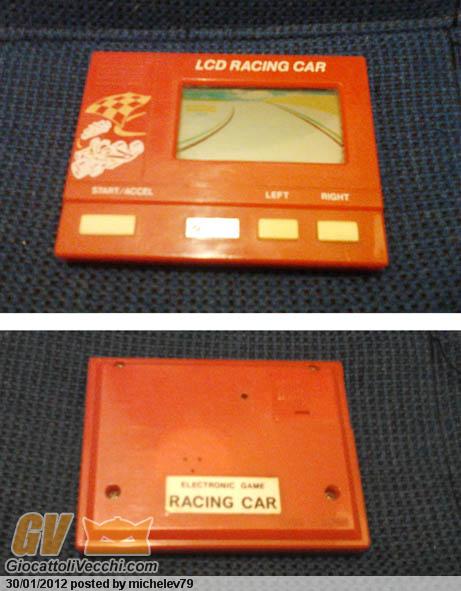 LCD RACING CAR
START/ACCEL
LEFT
RIGHT
ELECTRONIC GAME
RACING CAR
GV
GiocattoliVecchi.com
30/01/2012 posted by michelev79